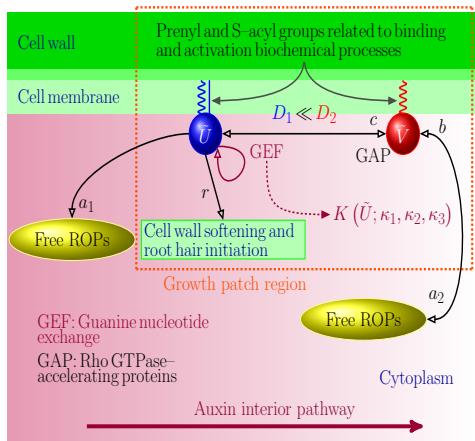 Cell wall
Prenyl and S–acyl groups related to binding
and activation biochemical processes
Cell membrane
D₁ ≪ D₂
Ũ
c
Ṽ
b
GEF
GAP
a₁
r
K (Ũ; κ₁, κ₂, κ₃)
Free ROPs
Cell wall softening and
root hair initiation
Growth patch region
a₂
Free ROPs
GEF: Guanine nucleotide
exchange
GAP: Rho GTPase–
accelerating proteins
Cytoplasm
Auxin interior pathway